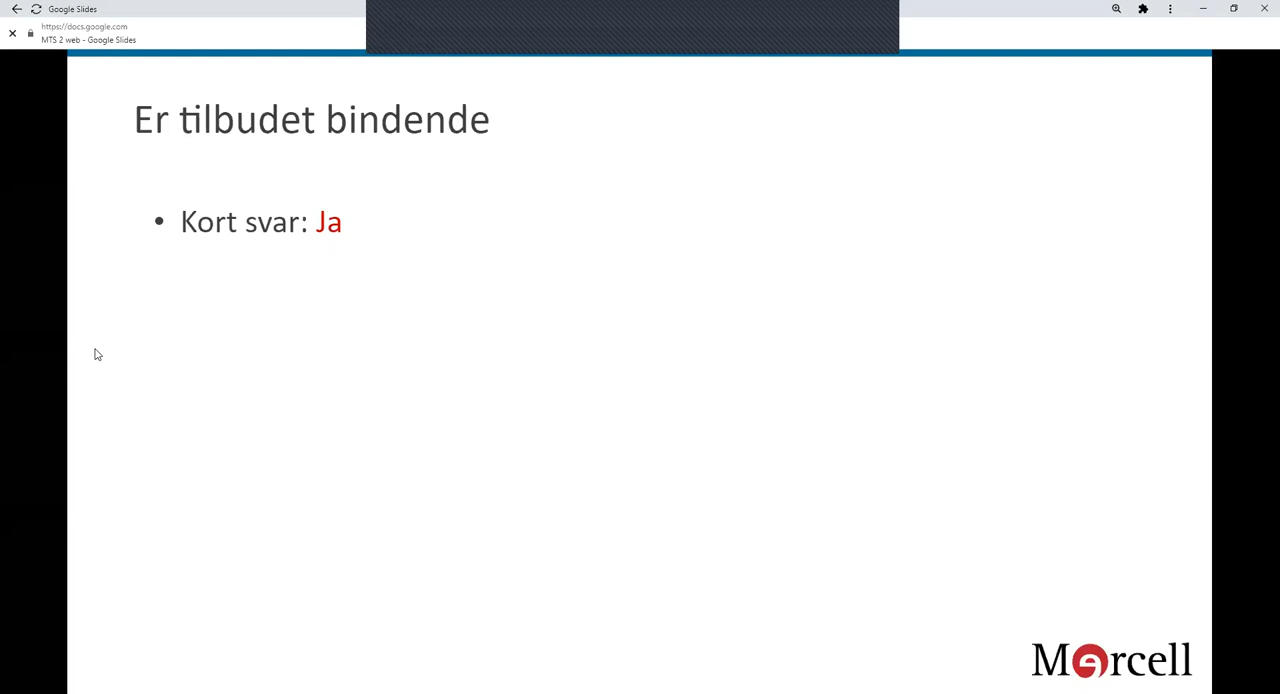 Google Slides
https://docs.google.com
MTS 2 web - Google Slides
Er tilbudet bindende
• Kort svar: Ja
Mercell